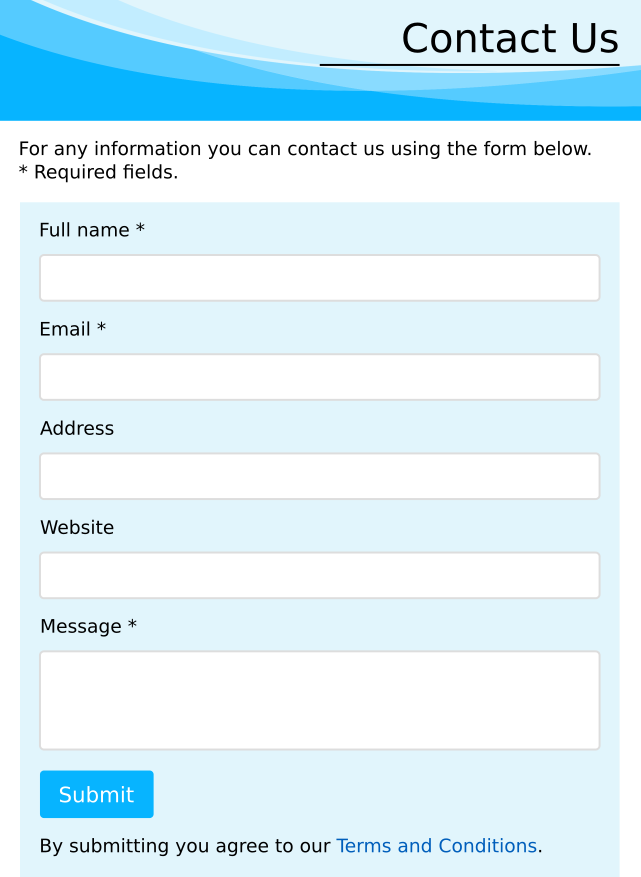 Contact Us
For any information you can contact us using the form below.
* Required fields.
Full name *
Email *
Address
Website
Message *
Submit
By submitting you agree to our Terms and Conditions.